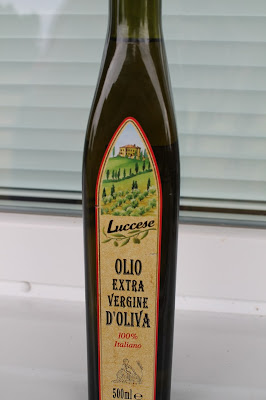 Luccese
OLIO
EXTRA
VERGINE
D'OLIVA
100%
Italiano
500ml e